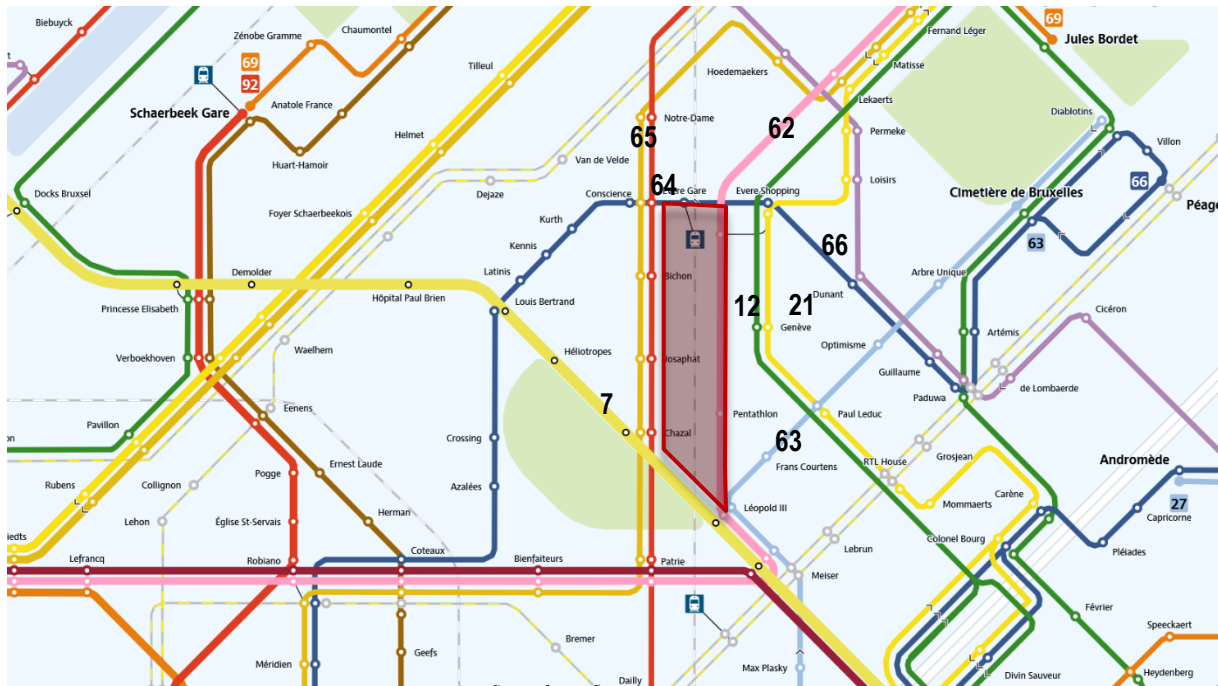 Biebuyck
Zénobe Gramme
Chaumontel
69
92
Tilleul
Schaerbeek Gare
Anatole France
Huart-Hamoir
Helmet
Hoedemaekers
Fernand Léger
69
Jules Bordet
Matisse
Lekaerts
Notre-Dame
65
62
Permeke
Diablotins
Villon
Van de Velde
Dejaze
Loisirs
64
Conscience
Evere Gare
Evere Shopping
Cimetière de Bruxelles
66
Péage
Docks Bruxsel
Foyer Schaerbeekois
Kurth
Kennis
Latinis
66
63
Demolder
Hôpital Paul Brien
Louis Bertrand
Bichon
Dunant
Arbre Unique
Princesse Elisabeth
12
21
Genève
Cicéron
Verboekhoven
Waelhem
Héliotropes
Josaphat
Optimisme
Artémis
Guillaume
de Lombaerde
Paduwa
Eenens
7
Pentathlon
Paul Leduc
Pavillon
Crossing
Chazal
63
Frans Courtens
RTL House
Grosjean
Andromède
Ernest Laude
Pogge
Collignon
Rubens
Azalées
Mommaerts
Carène
27
Capricorne
Lehon
Église St-Servais
Herman
Léopold III
Colonel Bourg
Pléiades
Lebrun
Liedts
Lefrancq
Robiano
Coteaux
Bienfaiteurs
Patrie
Meiser
Février
Speeckaert
Bremer
Méridien
Geefs
Dailly
Max Plasky
Divin Sauveur
Heydenberg